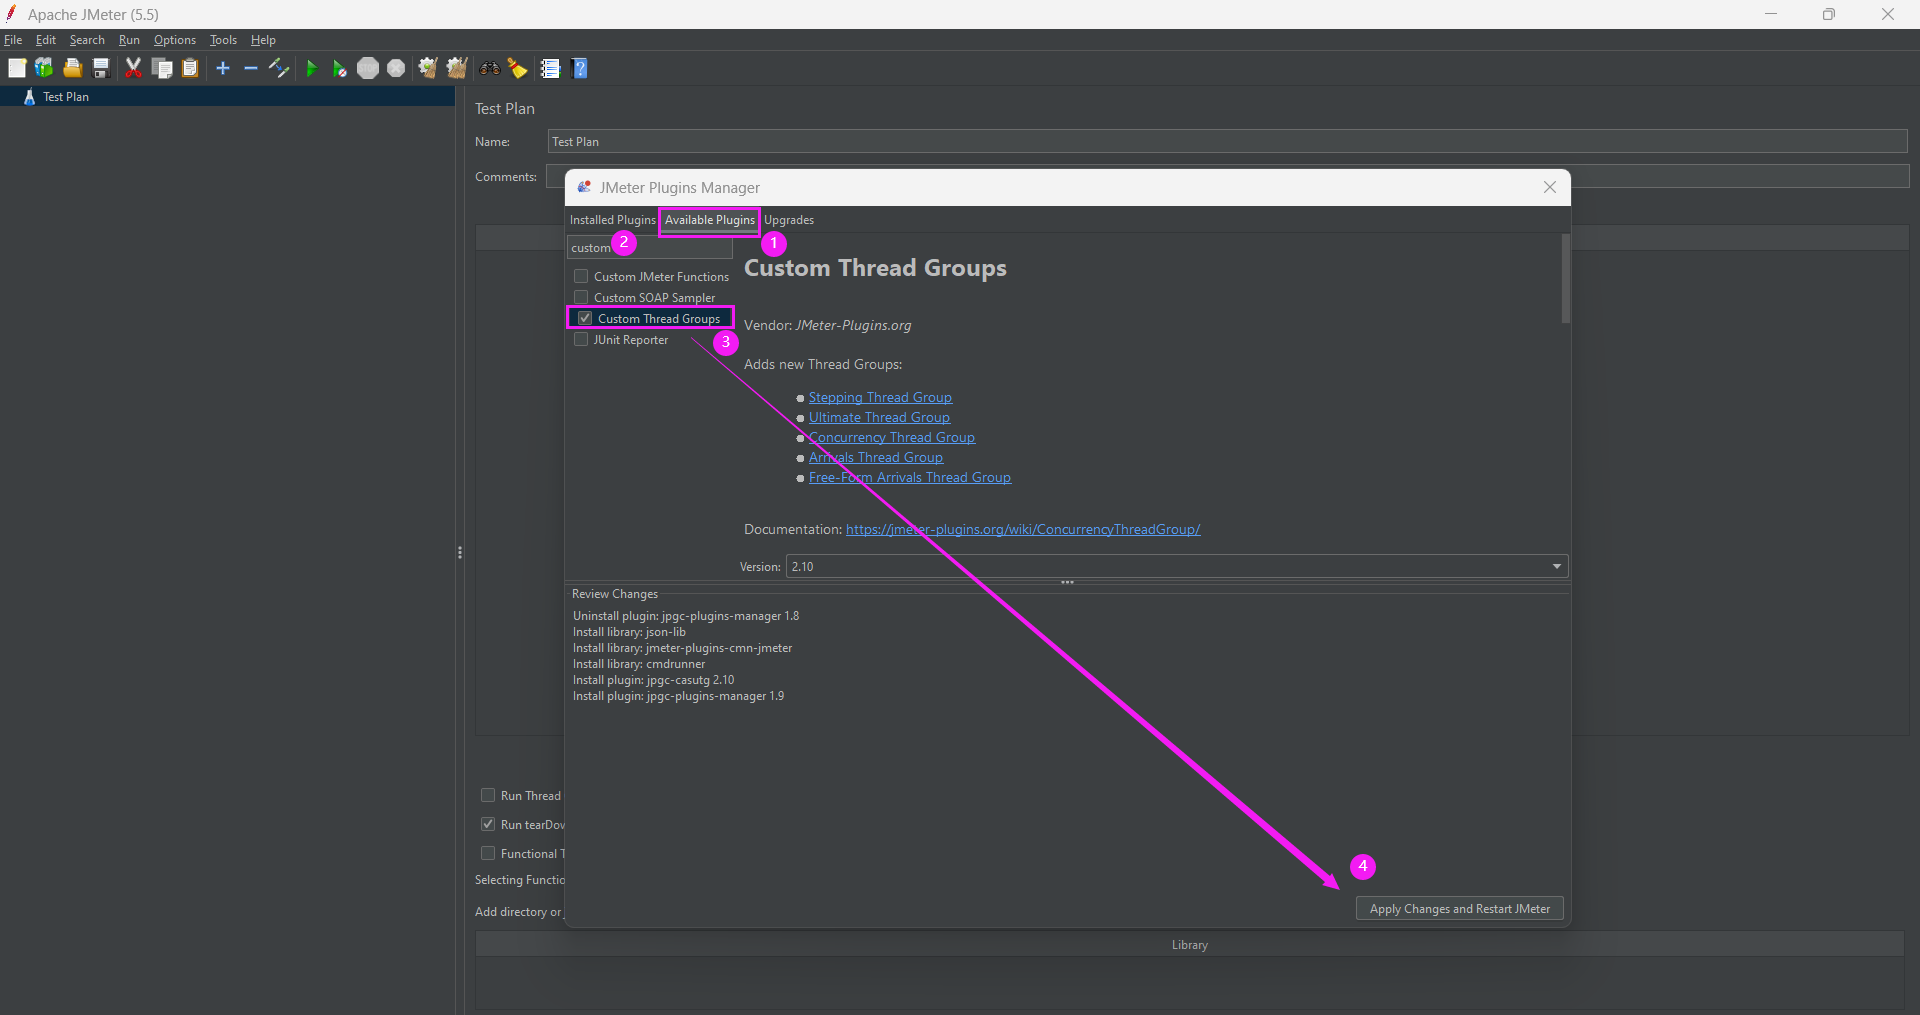 Apache JMeter (5.5)
File Edit Search Run Options Tools Help
Test Plan
Test Plan
Name: Test Plan
Comments:
JMeter Plugins Manager
Installed Plugins Available Plugins Upgrades
custom 2 1
Custom JMeter Functions
Custom SOAP Sampler
Custom Thread Groups
JUnit Reporter 3
Custom Thread Groups
Vendor: JMeter-Plugins.org
Adds new Thread Groups:
Stepping Thread Group
Ultimate Thread Group
Concurrency Thread Group
Arrivals Thread Group
Free-Form Arrivals Thread Group
Documentation: https://jmeter-plugins.org/wiki/ConcurrencyThreadGroup/
Version: 2.10
Review Changes
Uninstall plugin: jpgc-plugins-manager 1.8
Install library: json-lib
Install library: jmeter-plugins-cmn-jmeter
Install library: cmdrunner
Install plugin: jpgc-casutg 2.10
Install plugin: jpgc-plugins-manager 1.9
4
Apply Changes and Restart JMeter
Run Thread
Run tearDow
Functional T
Selecting Functio
Add directory or
Library